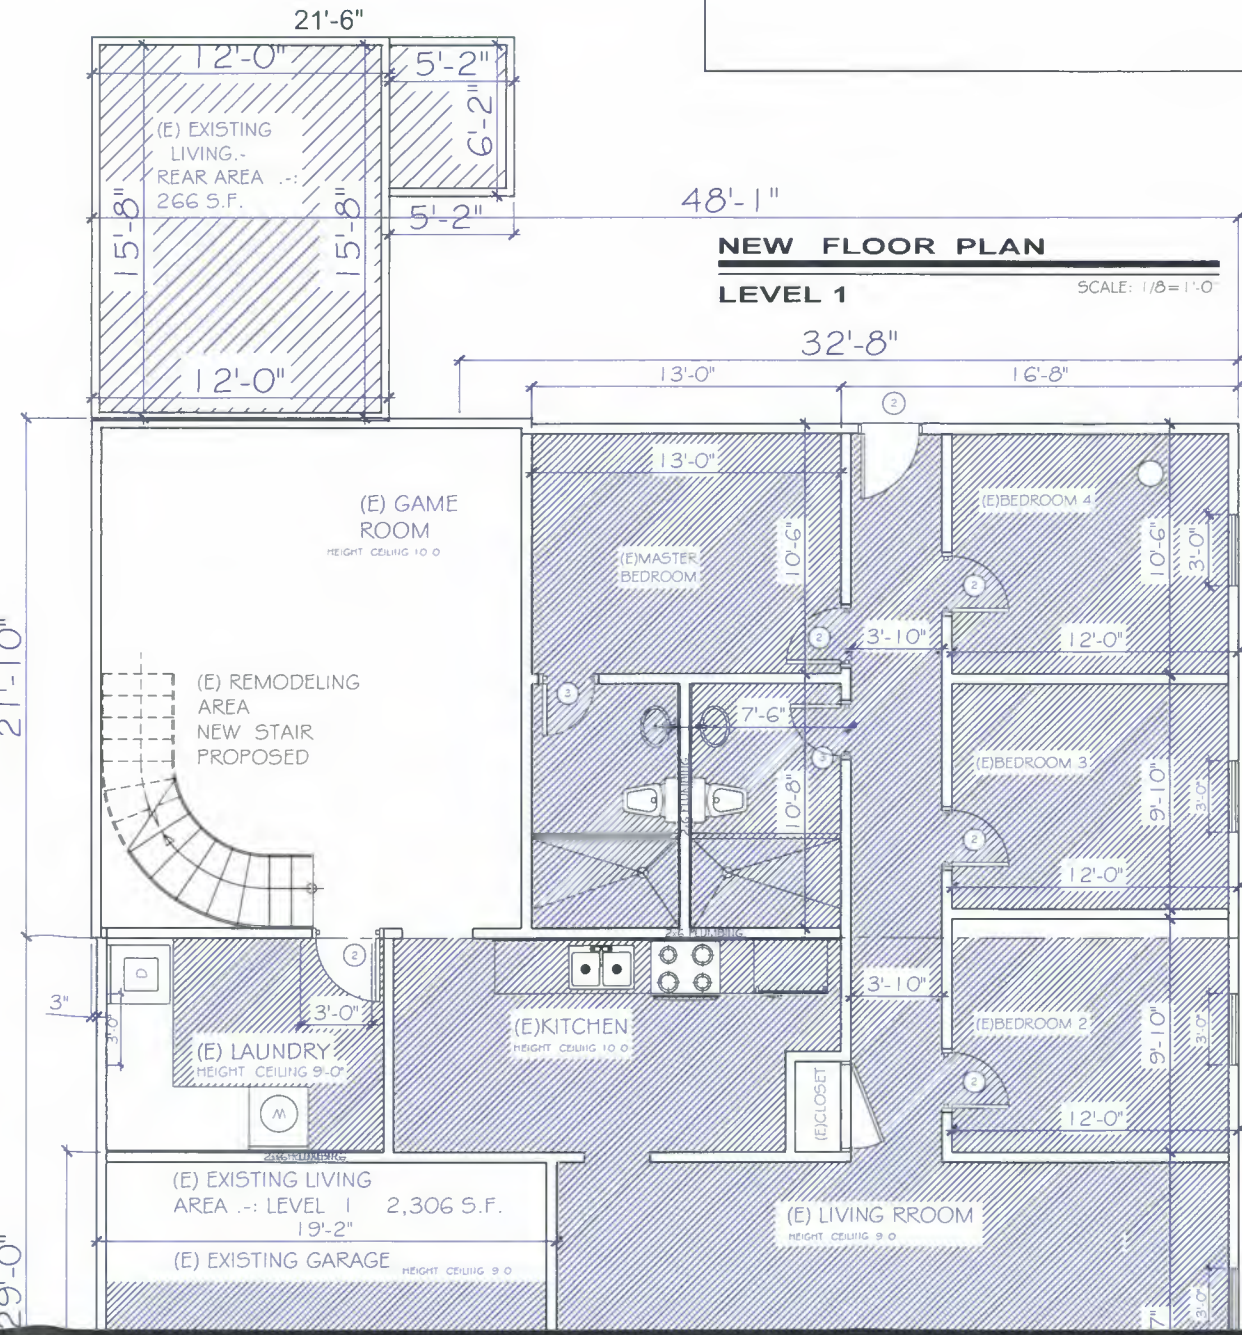 21'-6"
12'-0"
5'-2"
6'-2"
(E) EXISTING
LIVING.-
REAR AREA .-:
266 S.F.
15'-8"
15'-8"
5'-2"
48'-1"
NEW FLOOR PLAN
LEVEL 1
SCALE: 1/8=1'-0
12'-0"
32'-8"
13'-0"
16'-8"
2
13'-0"
(E) GAME
ROOM
HEIGHT CEILING 10 0
(E)MASTER
BEDROOM
10'-6"
(E)BEDROOM 4
10'-6"
3'-0"
2
2
3'-10"
12'-0"
21'-10"
(E) REMODELING
AREA
NEW STAIR
PROPOSED
3
7'-6"
3
2x6 PLUMBING
10'-8"
(E)BEDROOM 3
9'-10"
3'-0"
2
12'-0"
2x6 PLUMBING
D
2
3"
3'-0"
3'-0"
(E) LAUNDRY
HEIGHT CEILING 9'-0"
W
(E)KITCHEN
HEIGHT CEILING 10 0
3'-10"
(E)CLOSET
(E)BEDROOM 2
9'-10"
3'-0"
2
12'-0"
2x6 PLUMBING
(E) EXISTING LIVING
AREA .-: LEVEL 1 2,306 S.F.
19'-2"
(E) EXISTING GARAGE HEIGHT CEILING 9 0
(E) LIVING RROOM
HEIGHT CEILING 9 0
29'-0"
7"
3'-0"